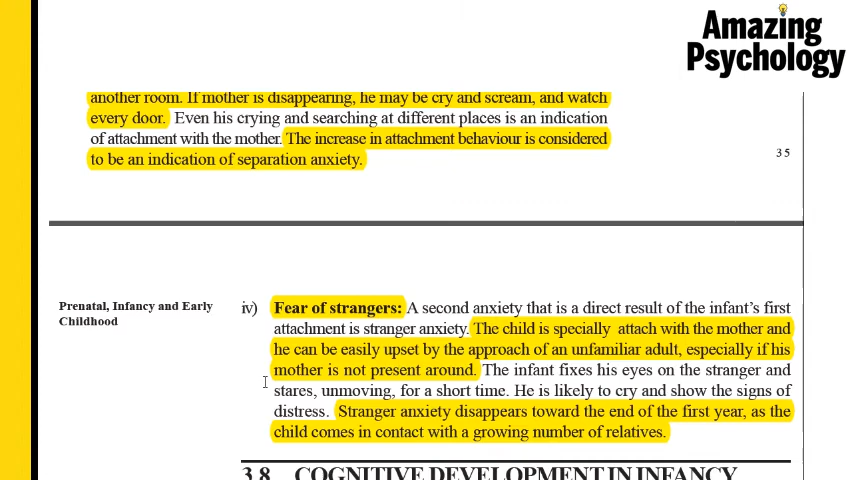 Amazing
Psychology
another room. If mother is disappearing, he may be cry and scream, and watch
every door. Even his crying and searching at different places is an indication
of attachment with the mother. The increase in attachment behaviour is considered
to be an indication of separation anxiety.
35
Prenatal, Infancy and Early
Childhood
iv) Fear of strangers: A second anxiety that is a direct result of the infant's first
attachment is stranger anxiety. The child is specially attach with the mother and
he can be easily upset by the approach of an unfamiliar adult, especially if his
mother is not present around. The infant fixes his eyes on the stranger and
stares, unmoving, for a short time. He is likely to cry and show the signs of
distress. Stranger anxiety disappears toward the end of the first year, as the
child comes in contact with a growing number of relatives.
3.8 COGNITIVE DEVELOPMENT IN INFANCY